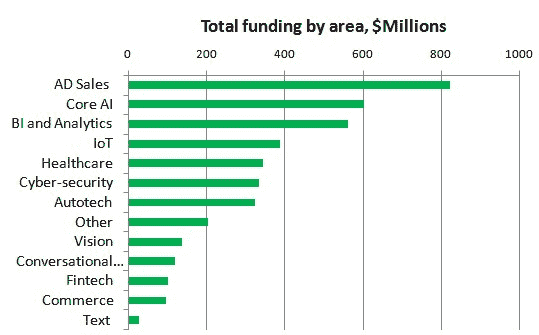 Total funding by area, $Millions
0 200 400 600 800 1000
AD Sales
Core AI
BI and Analytics
IoT
Healthcare
Cyber-security
Autotech
Other
Vision
Conversational...
Fintech
Commerce
Text